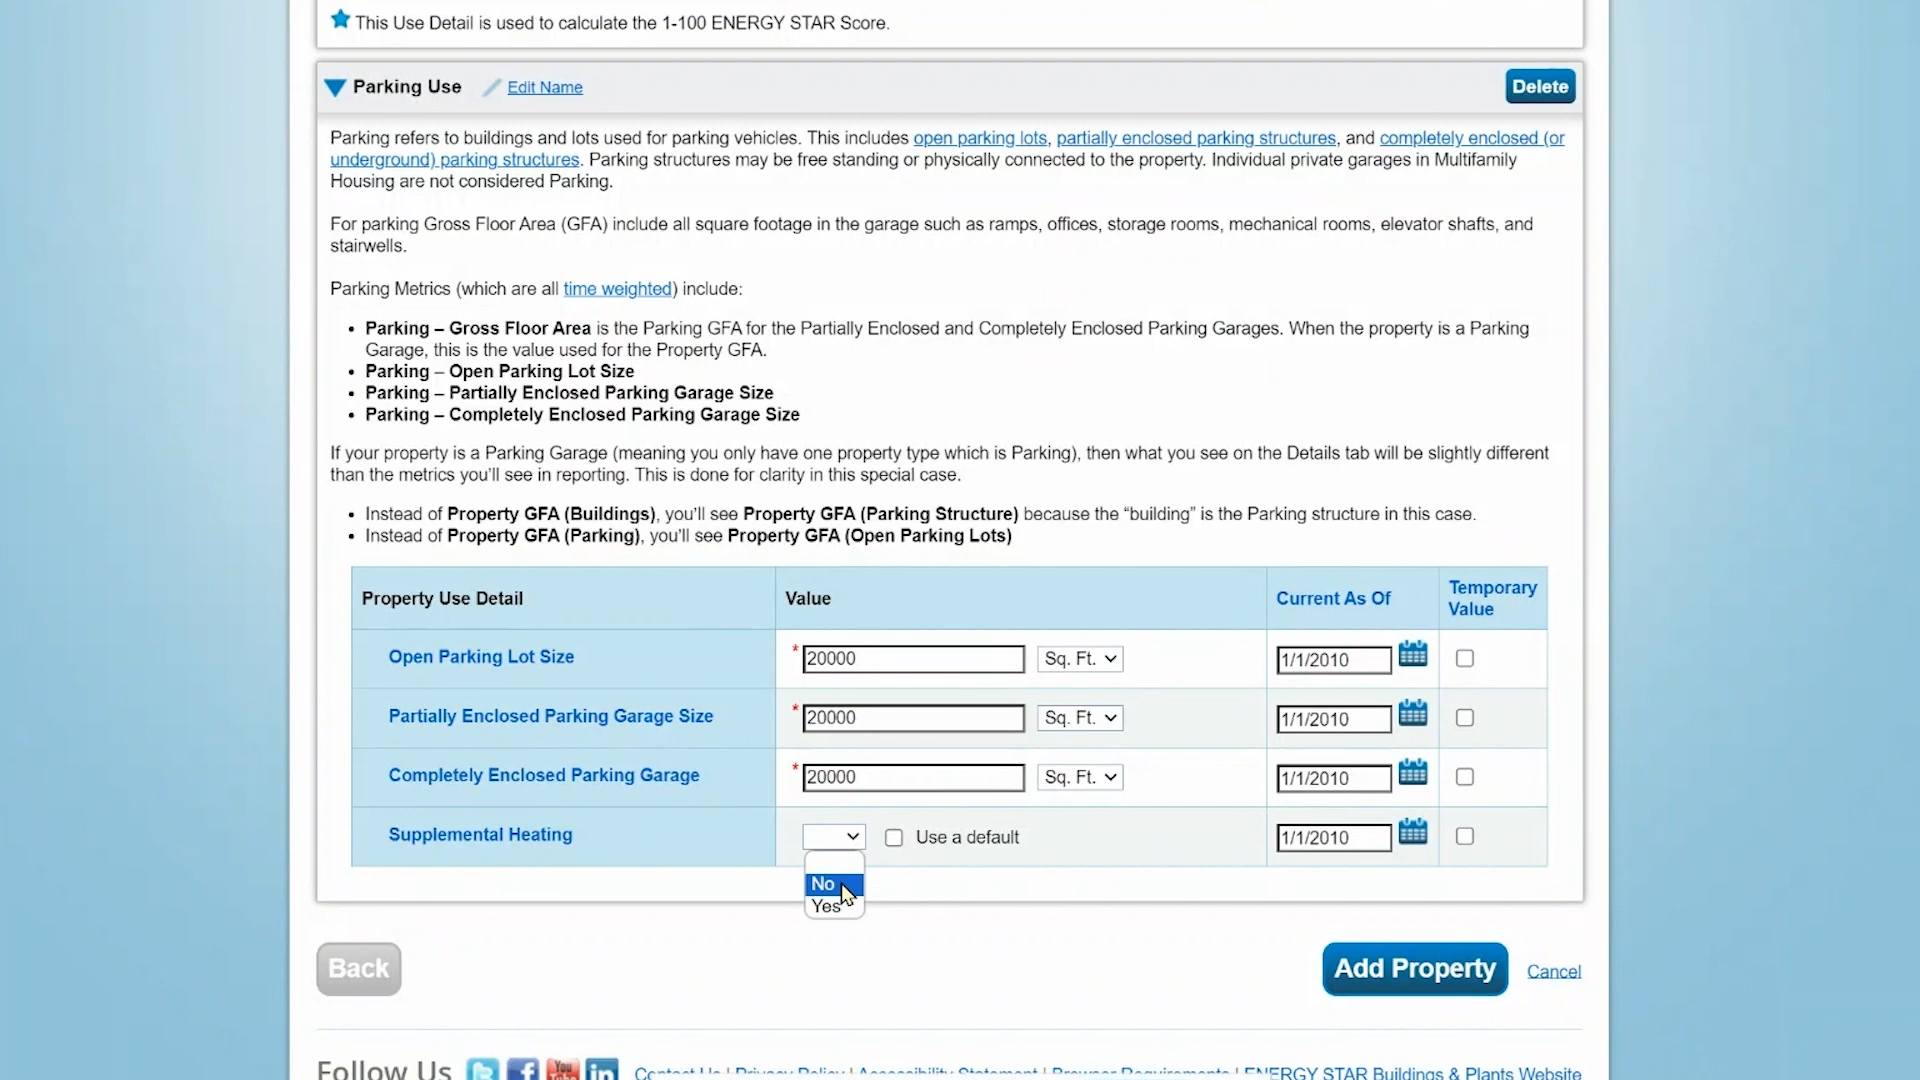 This Use Detail is used to calculate the 1-100 ENERGY STAR Score.
Parking Use Edit Name Delete
Parking refers to buildings and lots used for parking vehicles. This includes open parking lots, partially enclosed parking structures, and completely enclosed (or
underground) parking structures. Parking structures may be free standing or physically connected to the property. Individual private garages in Multifamily
Housing are not considered Parking.
For parking Gross Floor Area (GFA) include all square footage in the garage such as ramps, offices, storage rooms, mechanical rooms, elevator shafts, and
stairwells.
Parking Metrics (which are all time weighted) include:
• Parking – Gross Floor Area is the Parking GFA for the Partially Enclosed and Completely Enclosed Parking Garages. When the property is a Parking
Garage, this is the value used for the Property GFA.
• Parking – Open Parking Lot Size
• Parking – Partially Enclosed Parking Garage Size
• Parking – Completely Enclosed Parking Garage Size
If your property is a Parking Garage (meaning you only have one property type which is Parking), then what you see on the Details tab will be slightly different
than the metrics you'll see in reporting. This is done for clarity in this special case.
• Instead of Property GFA (Buildings), you'll see Property GFA (Parking Structure) because the “building” is the Parking structure in this case.
• Instead of Property GFA (Parking), you'll see Property GFA (Open Parking Lots)
Property Use Detail Value Current As Of Temporary Value
Open Parking Lot Size * 20000 Sq. Ft. 1/1/2010
Partially Enclosed Parking Garage Size * 20000 Sq. Ft. 1/1/2010
Completely Enclosed Parking Garage * 20000 Sq. Ft. 1/1/2010
Supplemental Heating Use a default 1/1/2010
No
Yes
Back Add Property Cancel
Follow Us You Tube in Contact Us | Privacy Policy | Accessibility Statement | Browser Requirements | ENERGY STAR Buildings & Plants Website